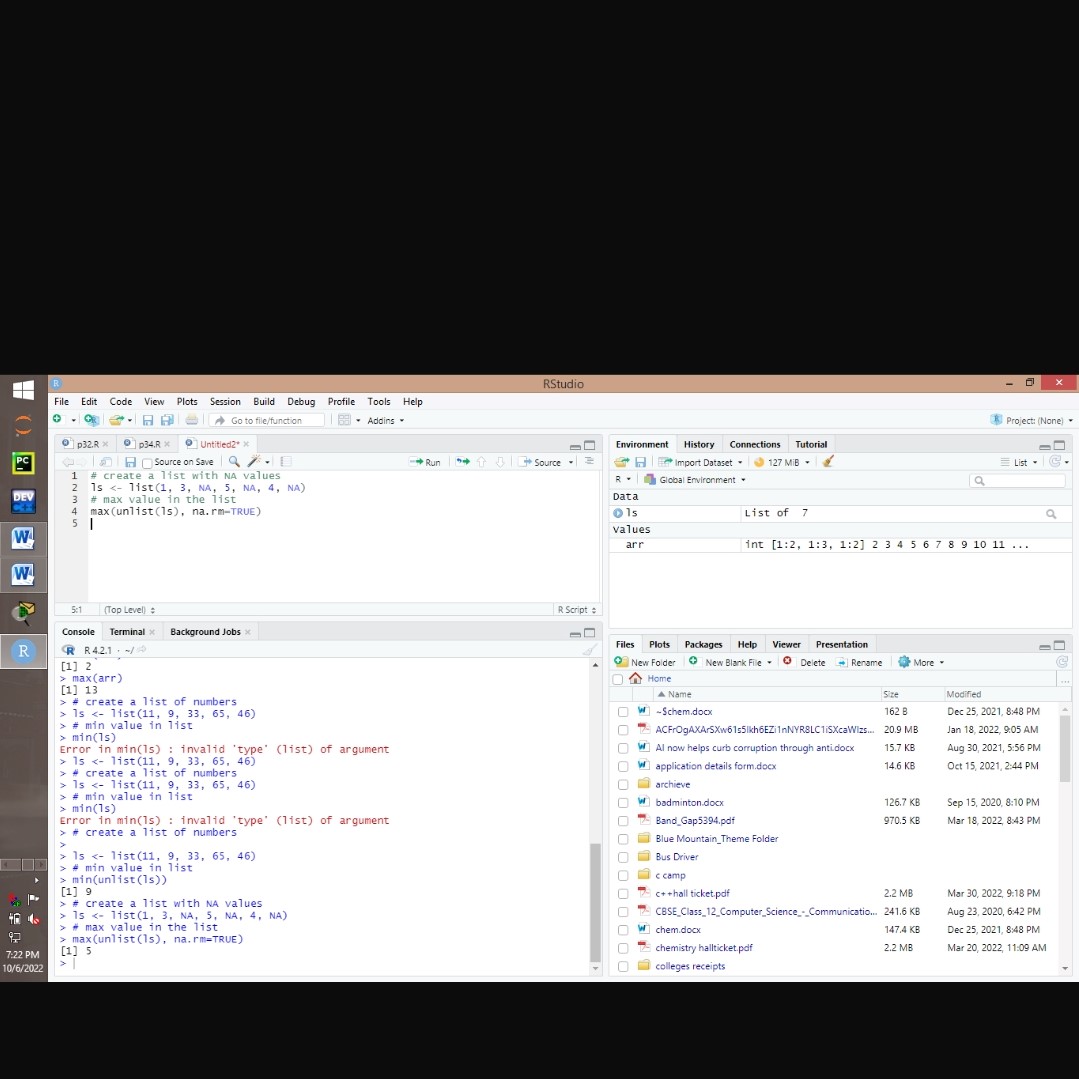 RStudio
File Edit Code View Plots Session Build Debug Profile Tools Help
Go to file/function Addins Project: (None)
p32.R p34.R Untitled2*
Source on Save Run Source
1 # create a list with NA values
2 ls <- list(1, 3, NA, 5, NA, 4, NA)
3 # max value in the list
4 max(unlist(ls), na.rm=TRUE)
5
5:1 (Top Level) R Script
Console Terminal Background Jobs
R 4.2.1 · ~/
[1] 2
> max(arr)
[1] 13
> # create a list of numbers
> ls <- list(11, 9, 33, 65, 46)
> # min value in list
> min(ls)
Error in min(ls) : invalid 'type' (list) of argument
> ls <- list(11, 9, 33, 65, 46)
> # create a list of numbers
> ls <- list(11, 9, 33, 65, 46)
> # min value in list
> min(ls)
Error in min(ls) : invalid 'type' (list) of argument
> # create a list of numbers
>
> ls <- list(11, 9, 33, 65, 46)
> # min value in list
> min(unlist(ls))
[1] 9
> # create a list with NA values
> ls <- list(1, 3, NA, 5, NA, 4, NA)
> # max value in the list
> max(unlist(ls), na.rm=TRUE)
[1] 5
>
Environment History Connections Tutorial
Import Dataset 127 MiB List
R Global Environment
Data
ls List of 7
Values
arr int [1:2, 1:3, 1:2] 2 3 4 5 6 7 8 9 10 11 ...
Files Plots Packages Help Viewer Presentation
New Folder New Blank File Delete Rename More
Home ...
Name Size Modified
~$chem.docx 162 B Dec 25, 2021, 8:48 PM
20.9 MB Jan 18, 2022, 9:05 AM
AI now helps curb corruption through anti.docx 15.7 KB Aug 30, 2021, 5:56 PM
application details form.docx 14.6 KB Oct 15, 2021, 2:44 PM
archieve
badminton.docx 126.7 KB Sep 15, 2020, 8:10 PM
Band_Gap5394.pdf 970.5 KB Mar 18, 2022, 8:43 PM
Blue Mountain_Theme Folder
Bus Driver
c camp
c++hall ticket.pdf 2.2 MB Mar 30, 2022, 9:18 PM
CBSE_Class_12_Computer_Science_-_Communicatio... 241.6 KB Aug 23, 2020, 6:42 PM
chem.docx 147.4 KB Dec 25, 2021, 8:48 PM
chemistry hallticket.pdf 2.2 MB Mar 20, 2022, 11:09 AM
colleges receipts
PC
DEV
W
W
R
7:22 PM
10/6/2022